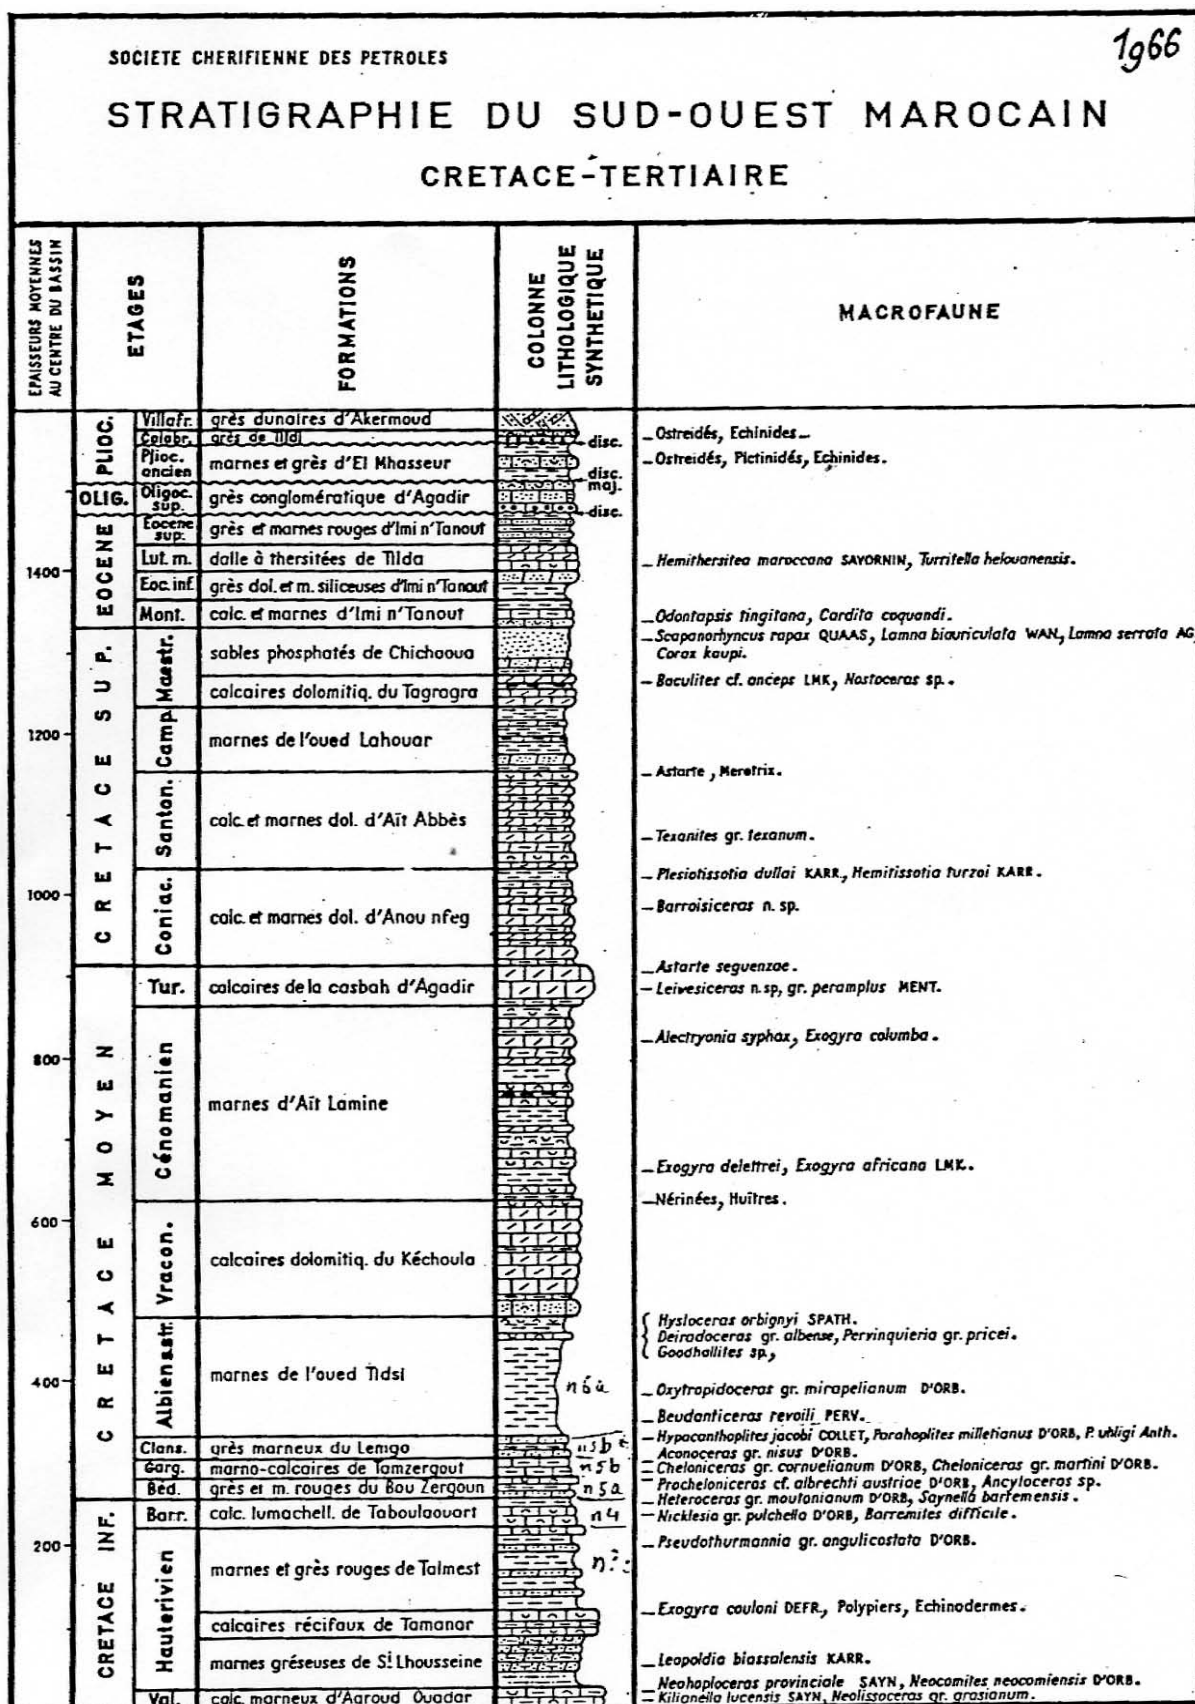 1966
SOCIETE CHERIFIENNE DES PETROLES
STRATIGRAPHIE DU SUD-OUEST MAROCAIN
CRETACE-TERTIAIRE
EPAISSEURS MOYENNES
AU CENTRE DU BASSIN
ETAGES
FORMATIONS
COLONNE
LITHOLOGIQUE
SYNTHETIQUE
MACROFAUNE
PLIOC.
Villafr.
grès dunaires d'Akermoud
Calabr.
grès de Tildi
disc.
Ostreidés, Echinides
Plioc.
ancien
marnes et grès d'El Mhasseur
Ostreidés, Pictinidés, Echinides.
disc.
maj.
OLIG.
Oligoc.
sup.
grès conglomératique d'Agadir
disc.
EOCENE
Eocene
sup.
grès et marnes rouges d'Imi n'Tanout
1400
Lut. m.
dalle à thersitées de Tilda
Hemithersitea maroccana SAVORNIN, Turritella helouanensis.
Eoc. inf.
grès dol. et m. siliceuses d'Imi n'Tanout
Mont.
calc. et marnes d'Imi n'Tanout
Odontapsis tingitana, Cardita coquandi.
CRETACE SUP.
Maestr.
sables phosphatés de Chichaoua
Scapanorhyncus rapax QUAAS, Lamna biauriculata WAN, Lamna serrata AG,
Corax kaupi.
calcaires dolomitiq. du Tagragra
Baculites cf. anceps LMK, Nostoceras sp.
1200
Camp.
marnes de l'oued Lahouar
Astarte, Meretrix.
Santon.
calc. et marnes dol. d'Aït Abbès
Texanites gr. texanum.
1000
Coniac.
calc. et marnes dol. d'Anou nfeg
Plesiotissotia dullai KARR., Hemitissotia turzoi KARR.
Barroisiceras n. sp.
CRETACE MOYEN
Tur.
calcaires de la casbah d'Agadir
Astarte seguenzae.
Leivesiceras n. sp, gr. peramplus MENT.
800
Cénomanien
marnes d'Aït Lamine
Alectryonia syphax, Exogyra columba.
Exogyra delettrei, Exogyra africana LMK.
600
Vracon.
calcaires dolomitiq. du Kéchoula
Nérinées, Huîtres.
400
Albien s.str.
marnes de l'oued Tidsi
n6a
Hysloceras orbignyi SPATH.
Deiradoceras gr. albense, Pervinquieria gr. pricei.
Goodhallites sp,
Oxytropidoceras gr. mirapelianum D'ORB.
Beudanticeras revoili PERV.
Clans.
grès marneux du Lemgo
n5b
Hypacanthoplites jacobi COLLET, Parahoplites milletianus D'ORB, P. uhligi Anth.
Aconoceras gr. nisus D'ORB.
Garg.
marno-calcaires de Tamzergout
n5b
Cheloniceras gr. cornuelianum D'ORB, Cheloniceras gr. martini D'ORB.
Bed.
grès et m. rouges du Bou Zergoun
n5a
Procheloniceras cf. albrechti austriae D'ORB, Ancyloceras sp.
Heteroceras gr. moutonianum D'ORB, Saynella bartemensis.
CRETACE INF.
Barr.
calc. lumachell. de Taboulaouart
n4
Nicklesia gr. pulchella D'ORB, Barremites difficile.
200
Hauterivien
marnes et grès rouges de Talmest
Pseudothurmannia gr. angulicostata D'ORB.
calcaires récifaux de Tamanar
Exogyra couloni DEFR., Polypiers, Echinodermes.
marnes gréseuses de Si Lhousseine
Leopoldia biassalensis KARR.
Neohoploceras provinciale SAYN, Neocomites neocomiensis D'ORB.
Val.
calc. marneux d'Agroud Ouadar
Kilianella lucensis SAYN, Neolissoceras gr. grasianum.